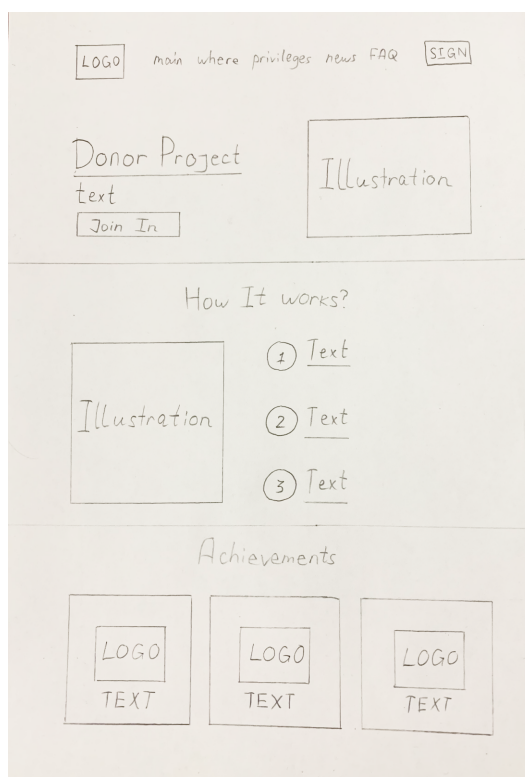 LOGO main where privileges news FAQ SIGN
Donor Project
text
Join In
Illustration
How It works?
Illustration
1 Text
2 Text
3 Text
Achievements
LOGO LOGO LOGO
TEXT TEXT TEXT